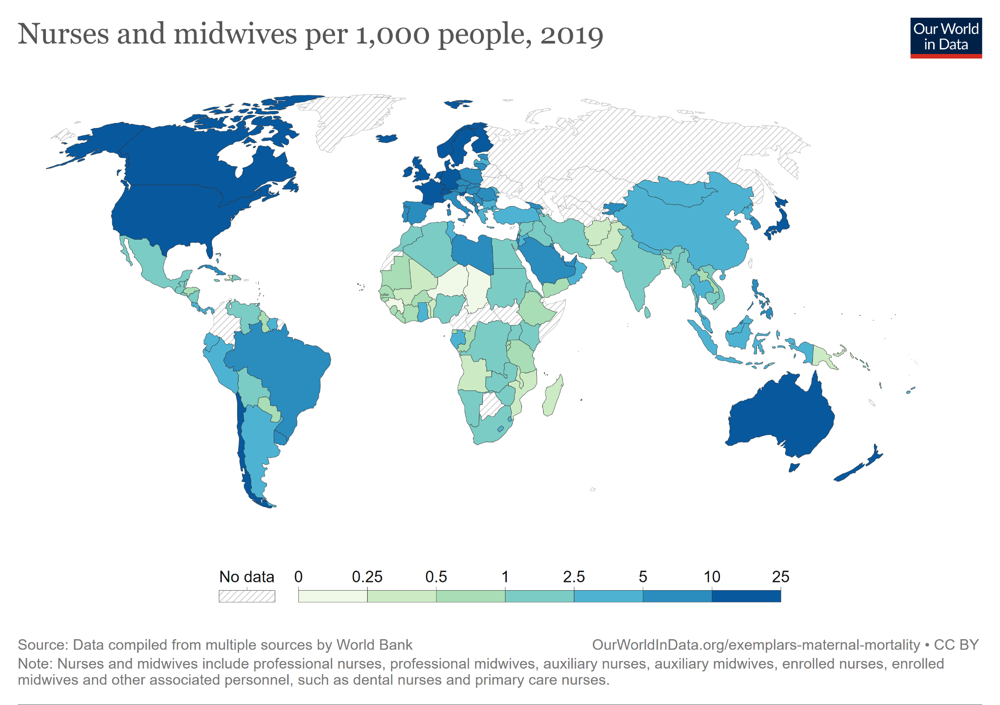 Nurses and midwives per 1,000 people, 2019
Our World
in Data
No data
0
0.25
0.5
1
2.5
5
10
25
Source: Data compiled from multiple sources by World Bank
OurWorldInData.org/exemplars-maternal-mortality • CC BY
Note: Nurses and midwives include professional nurses, professional midwives, auxiliary nurses, auxiliary midwives, enrolled nurses, enrolled
midwives and other associated personnel, such as dental nurses and primary care nurses.